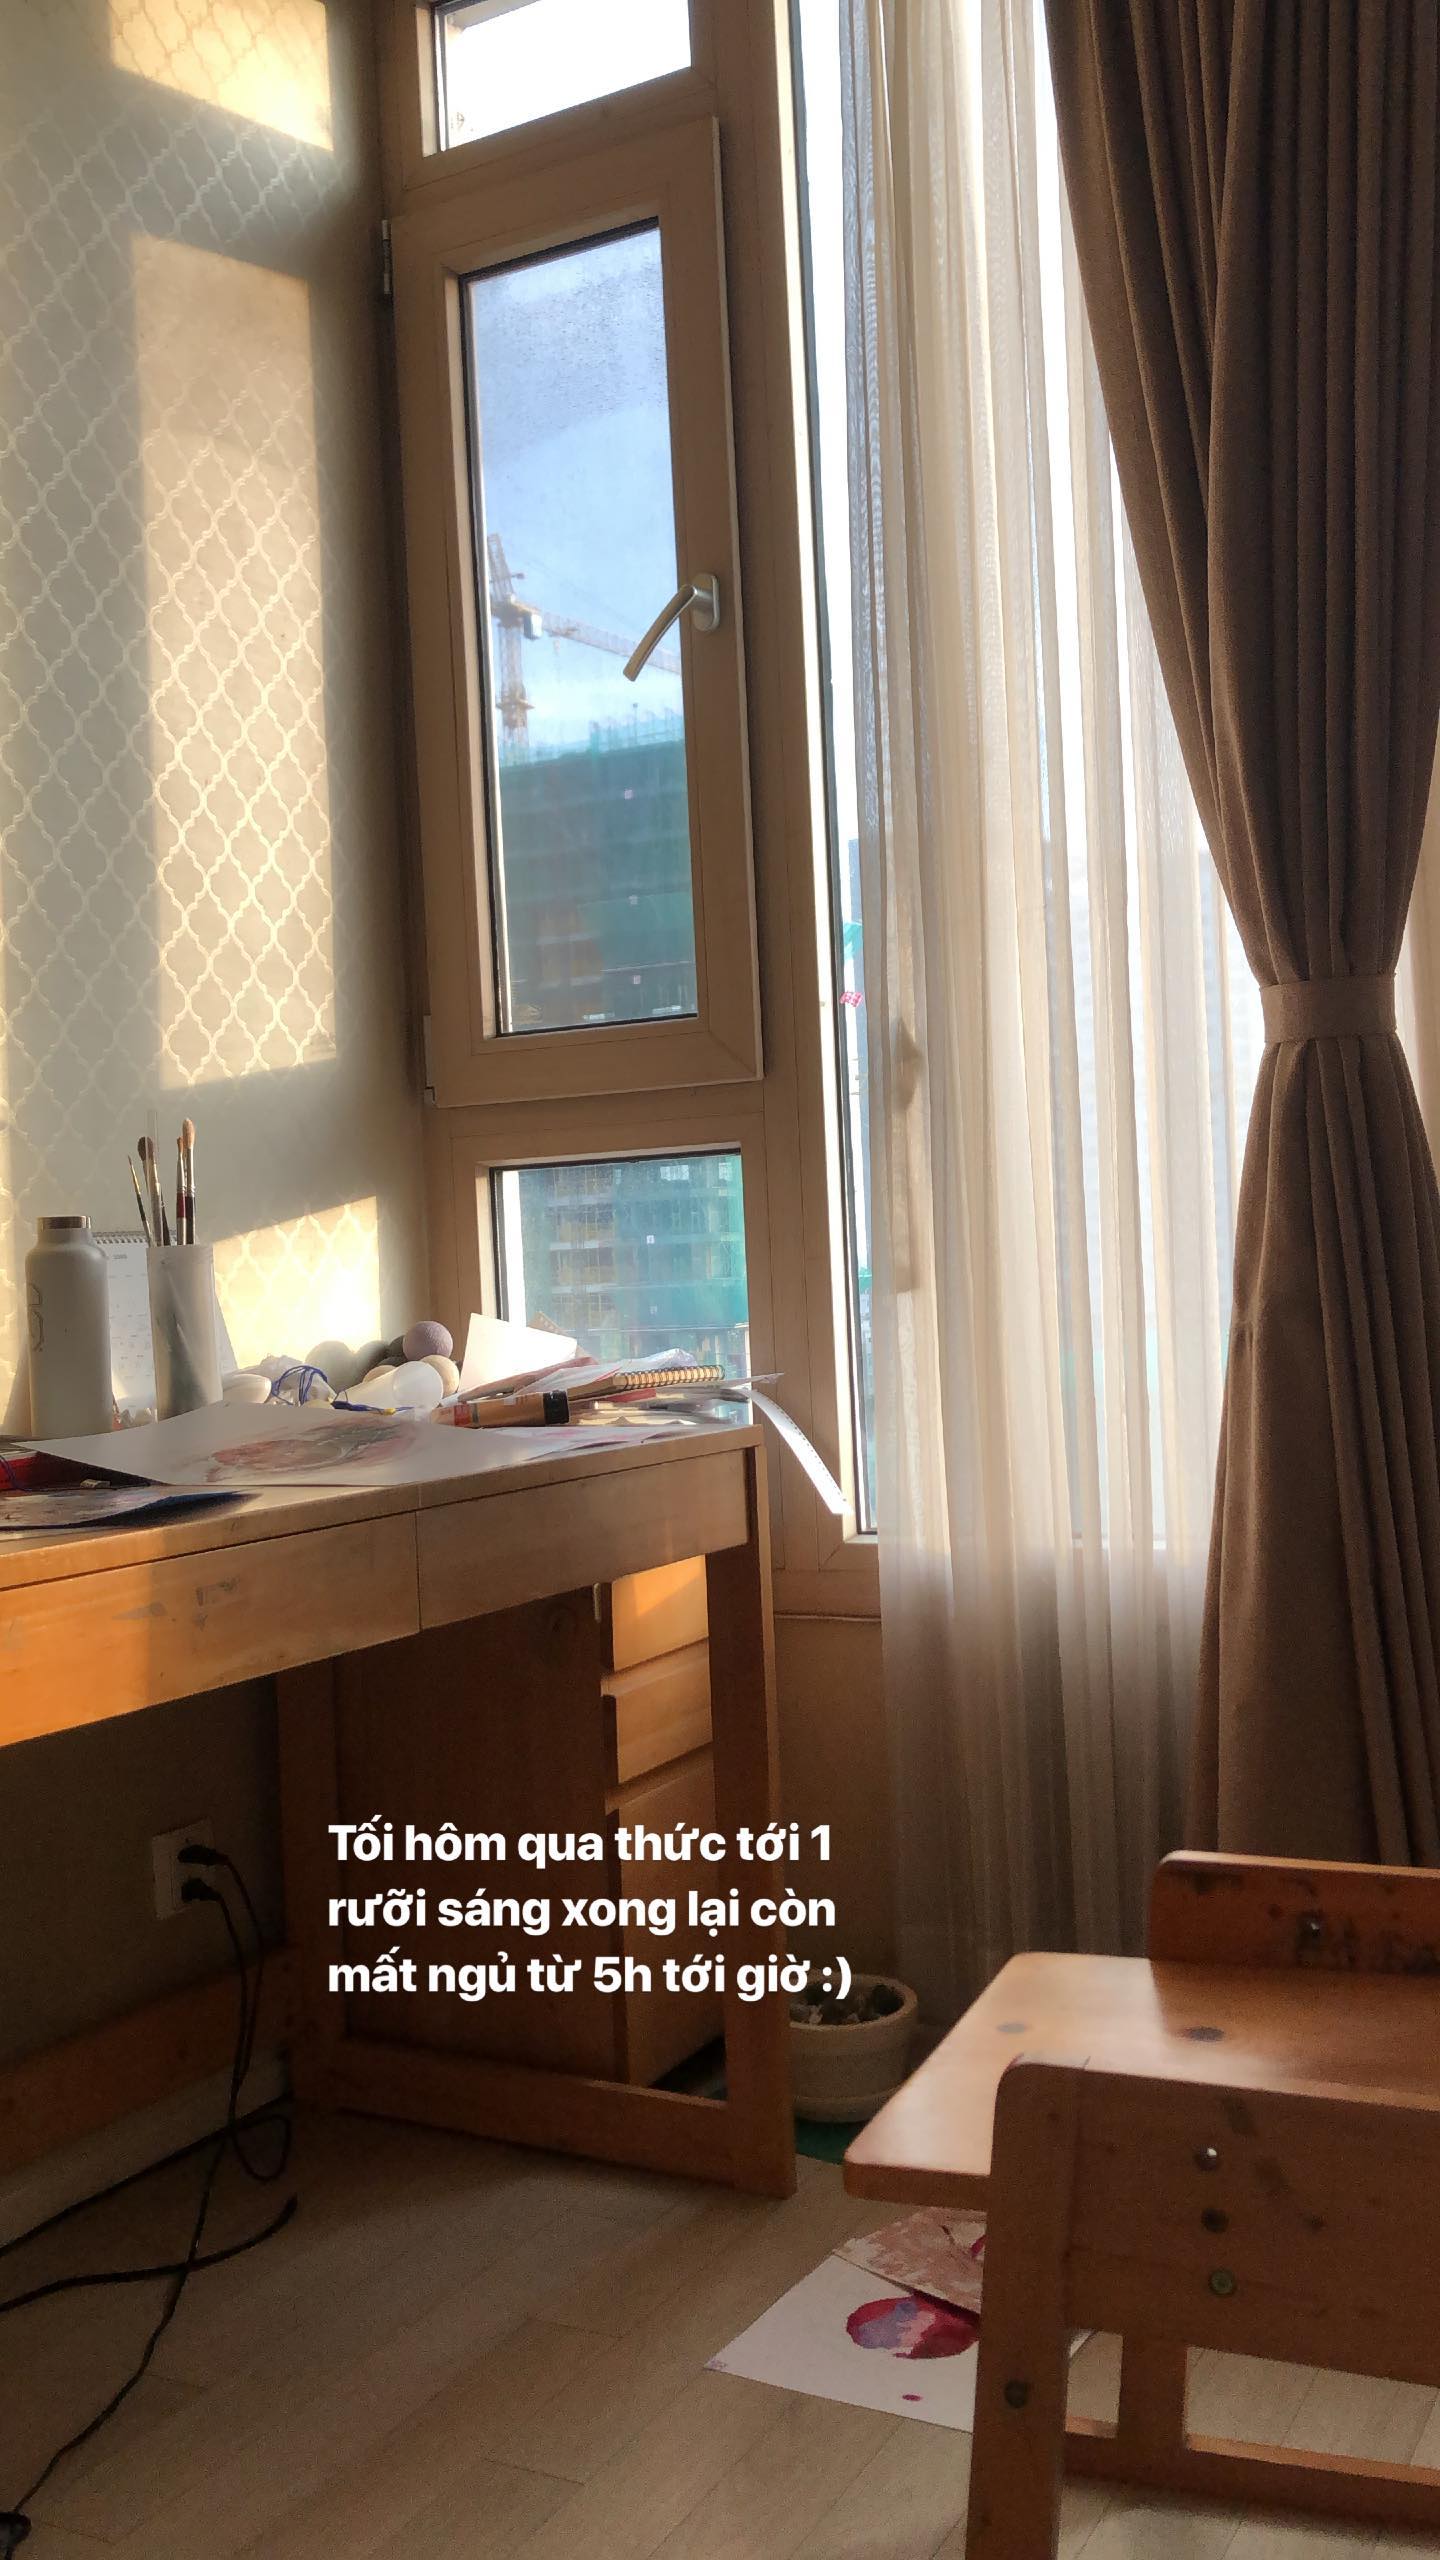 Tối hôm qua thức tới 1
rưỡi sáng xong lại còn
mất ngủ từ 5h tới giờ :)